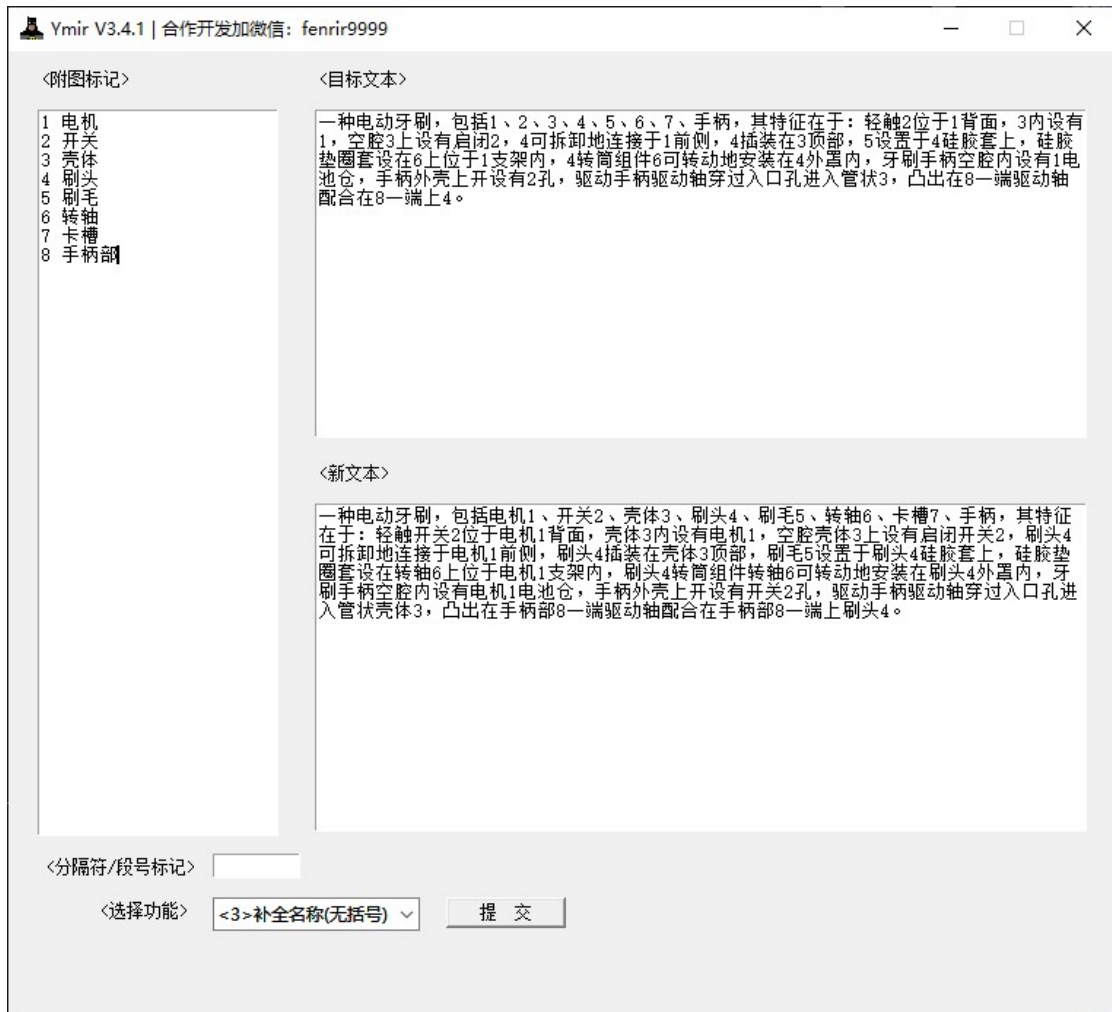 Ymir V3.4.1 | 合作开发加微信：fenrir9999
<附图标记>
1 电机
2 开关
3 壳体
4 刷头
5 刷毛
6 转轴
7 卡槽
8 手柄部
<目标文本>
一种电动牙刷，包括1、2、3、4、5、6、7、手柄，其特征在于：轻触2位于1背面，3内设有
1，空腔3上设有启闭2，4可拆卸地连接于1前侧，4插装在3顶部，5设置于4硅胶套上，硅胶
垫圈套设在6上位于1支架内，4转筒组件6可转动地安装在4外罩内，牙刷手柄空腔内设有1电
池仓，手柄外壳上开设有2孔，驱动手柄驱动轴穿过入口孔进入管状3，凸出在8一端驱动轴
配合在8一端上4。
<新文本>
一种电动牙刷，包括电机1、开关2、壳体3、刷头4、刷毛5、转轴6、卡槽7、手柄，其特征
在于：轻触开关2位于电机1背面，壳体3内设有电机1，空腔壳体3上设有启闭开关2，刷头4
可拆卸地连接于电机1前侧，刷头4插装在壳体3顶部，刷毛5设置于刷头4硅胶套上，硅胶垫
圈套设在转轴6上位于电机1支架内，刷头4转筒组件转轴6可转动地安装在刷头4外罩内，牙
刷手柄空腔内设有电机1电池仓，手柄外壳上开设有开关2孔，驱动手柄驱动轴穿过入口孔进
入管状壳体3，凸出在手柄部8一端驱动轴配合在手柄部8一端上刷头4。
<分隔符/段号标记>
<选择功能>
<3>补全名称(无括号)
提 交